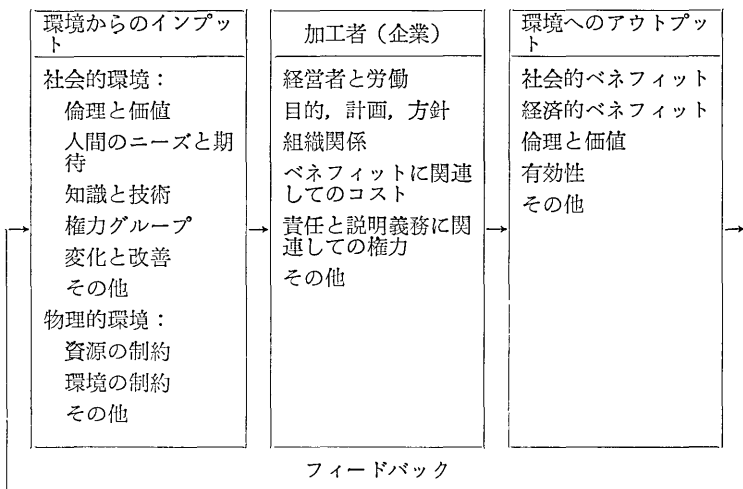 環境からのインプッ
ト
社会的環境：
倫理と価値
人間のニーズと期
待
知識と技術
権力グループ
変化と改善
その他
物理的環境：
資源の制約
環境の制約
その他
加工者（企業）
経営者と労働
目的，計画，方針
組織関係
ベネフィットに関連
してのコスト
責任と説明義務に関
連しての権力
その他
環境へのアウトプッ
ト
社会的ベネフィット
経済的ベネフィット
倫理と価値
有効性
その他
フィードバック